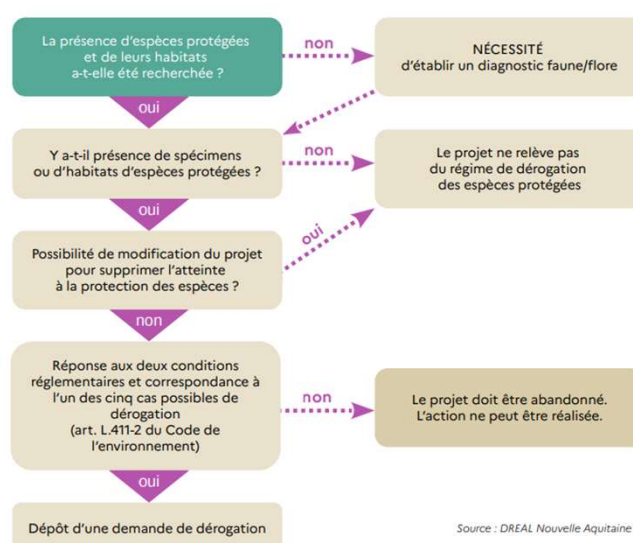 La présence d'espèces protégées
et de leurs habitats
a-t-elle été recherchée ?
non
NÉCESSITÉ
d'établir un diagnostic faune/flore
oui
Y a-t-il présence de spécimens
ou d'habitats d'espèces protégées ?
non
Le projet ne relève pas
du régime de dérogation
des espèces protégées
oui
Possibilité de modification du projet
pour supprimer l'atteinte
à la protection des espèces ?
oui
non
Réponse aux deux conditions
réglementaires et correspondance à
l'un des cinq cas possibles de
dérogation
(art. L.411-2 du Code de
l'environnement)
non
Le projet doit être abandonné.
L'action ne peut être réalisée.
oui
Dépôt d'une demande de dérogation
Source : DREAL Nouvelle Aquitaine